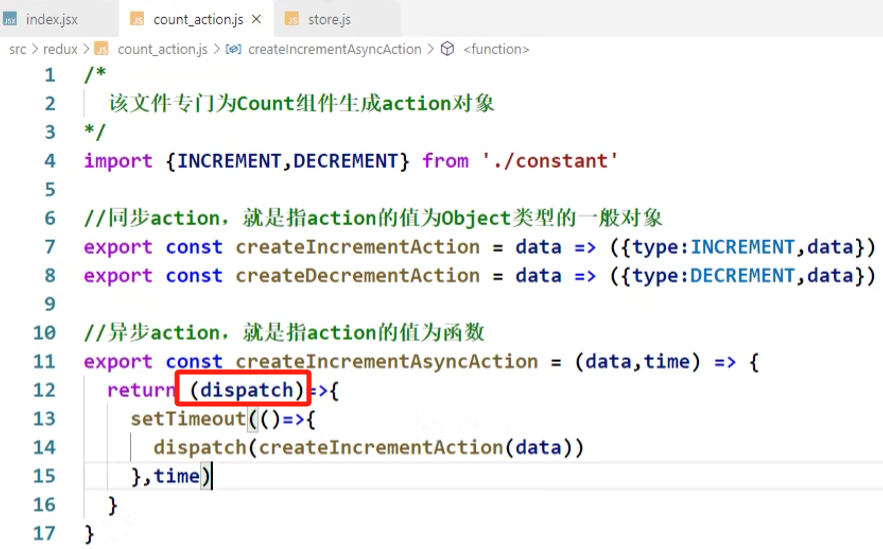 index.jsx count_action.js × store.js
src > redux > count_action.js > createIncrementAsyncAction > <function>
1 /*
2 该文件专门为Count组件生成action对象
3 */
4 import {INCREMENT,DECREMENT} from './constant'
5
6 //同步action，就是指action的值为Object类型的一般对象
7 export const createIncrementAction = data => ({type:INCREMENT,data})
8 export const createDecrementAction = data => ({type:DECREMENT,data})
9
10 //异步action，就是指action的值为函数
11 export const createIncrementAsyncAction = (data,time) => {
12 return (dispatch)=>{
13 setTimeout(()=>{
14 dispatch(createIncrementAction(data))
15 },time)
16 }
17 }